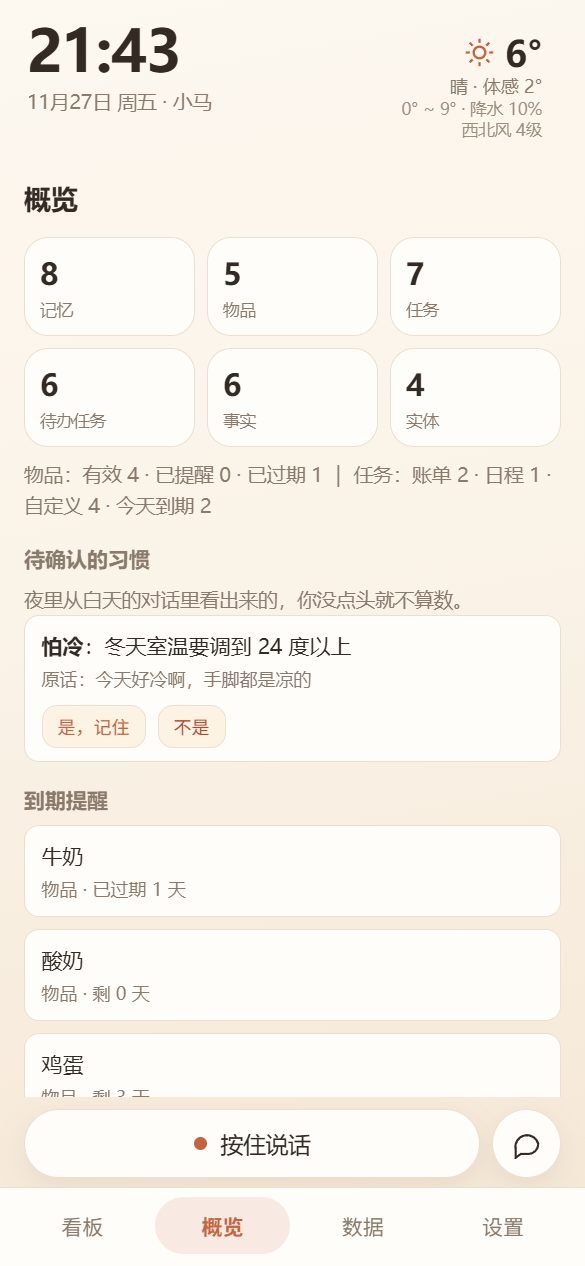 21:43
11月27日 周五 · 小马
6°
晴 · 体感 2°
0° ~ 9° · 降水 10%
西北风 4级
概览
8
记忆
5
物品
7
任务
6
待办任务
6
事实
4
实体
物品：有效 4 · 已提醒 0 · 已过期 1 ｜ 任务：账单 2 · 日程 1 ·
自定义 4 · 今天到期 2
待确认的习惯
夜里从白天的对话里看出来的，你没点头就不算数。
怕冷：冬天室温要调到 24 度以上
原话：今天好冷啊，手脚都是凉的
是，记住
不是
到期提醒
牛奶
物品 · 已过期 1 天
酸奶
物品 · 剩 0 天
鸡蛋
物品 · 剩 3 天
按住说话
看板
概览
数据
设置